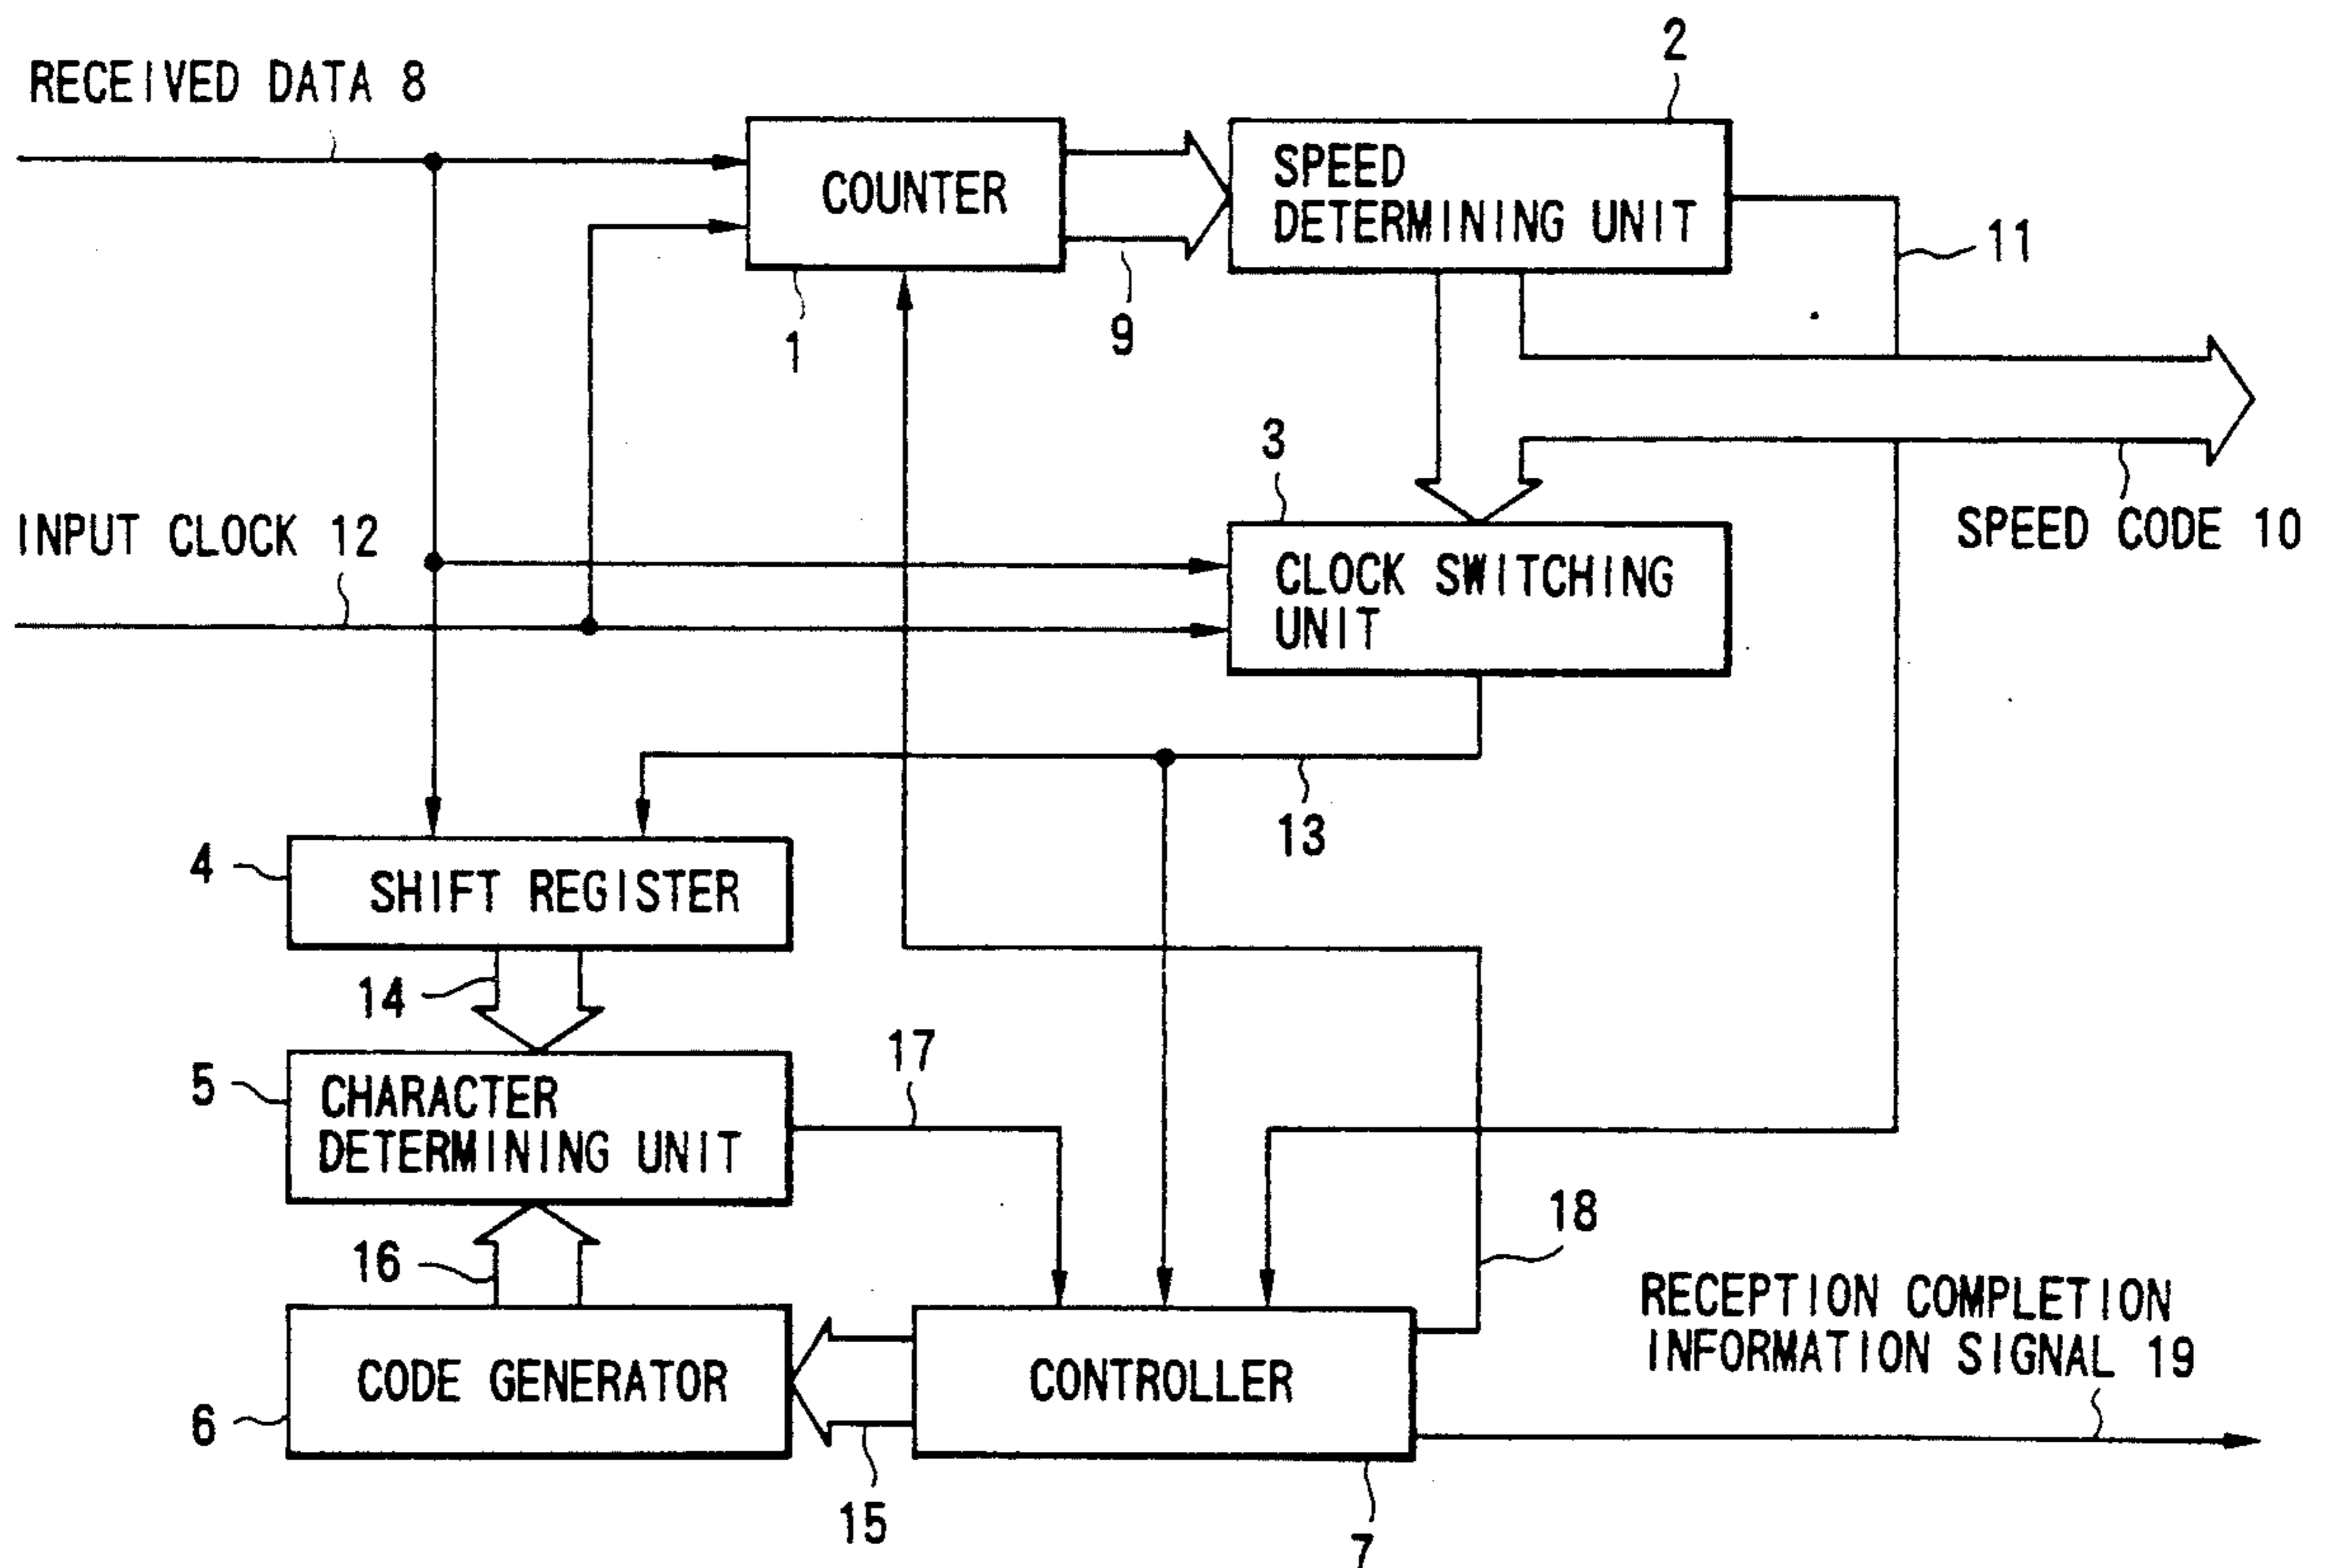 2
RECEIVED DATA 8
COUNTER
SPEED
DETERMINING UNIT
11
1
9
3
INPUT CLOCK 12
SPEED CODE 10
CLOCK SWITCHING
UNIT
13
4
SHIFT REGISTER
14
17
5
CHARACTER
DETERMINING UNIT
18
16
RECEPTION COMPLETION
INFORMATION SIGNAL 19
CODE GENERATOR
CONTROLLER
6
15
7